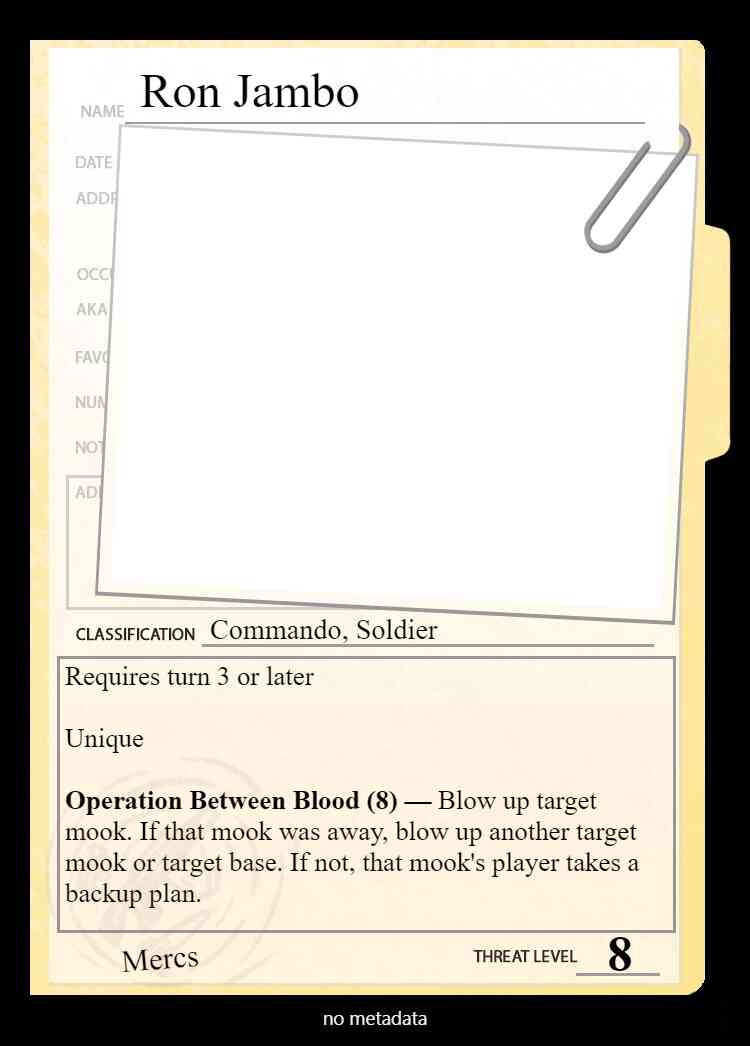 NAME Ron Jambo
DATE
ADDR
OCCU
AKA
FAVO
NUM
NOT
ADD
CLASSIFICATION Commando, Soldier
Requires turn 3 or later
Unique
Operation Between Blood (8) — Blow up target
mook. If that mook was away, blow up another target
mook or target base. If not, that mook's player takes a
backup plan.
Mercs THREAT LEVEL 8
no metadata